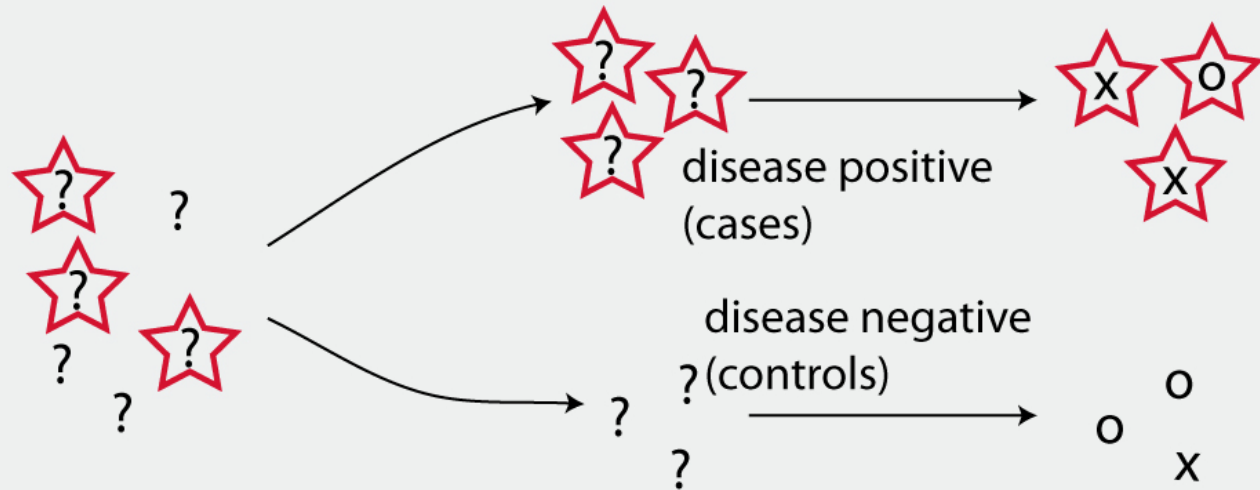 ? ? ?
? ?
? ?
? ?
?
disease positive
(cases)
x o
x
disease negative
(controls)
? ?
?
o
o
x